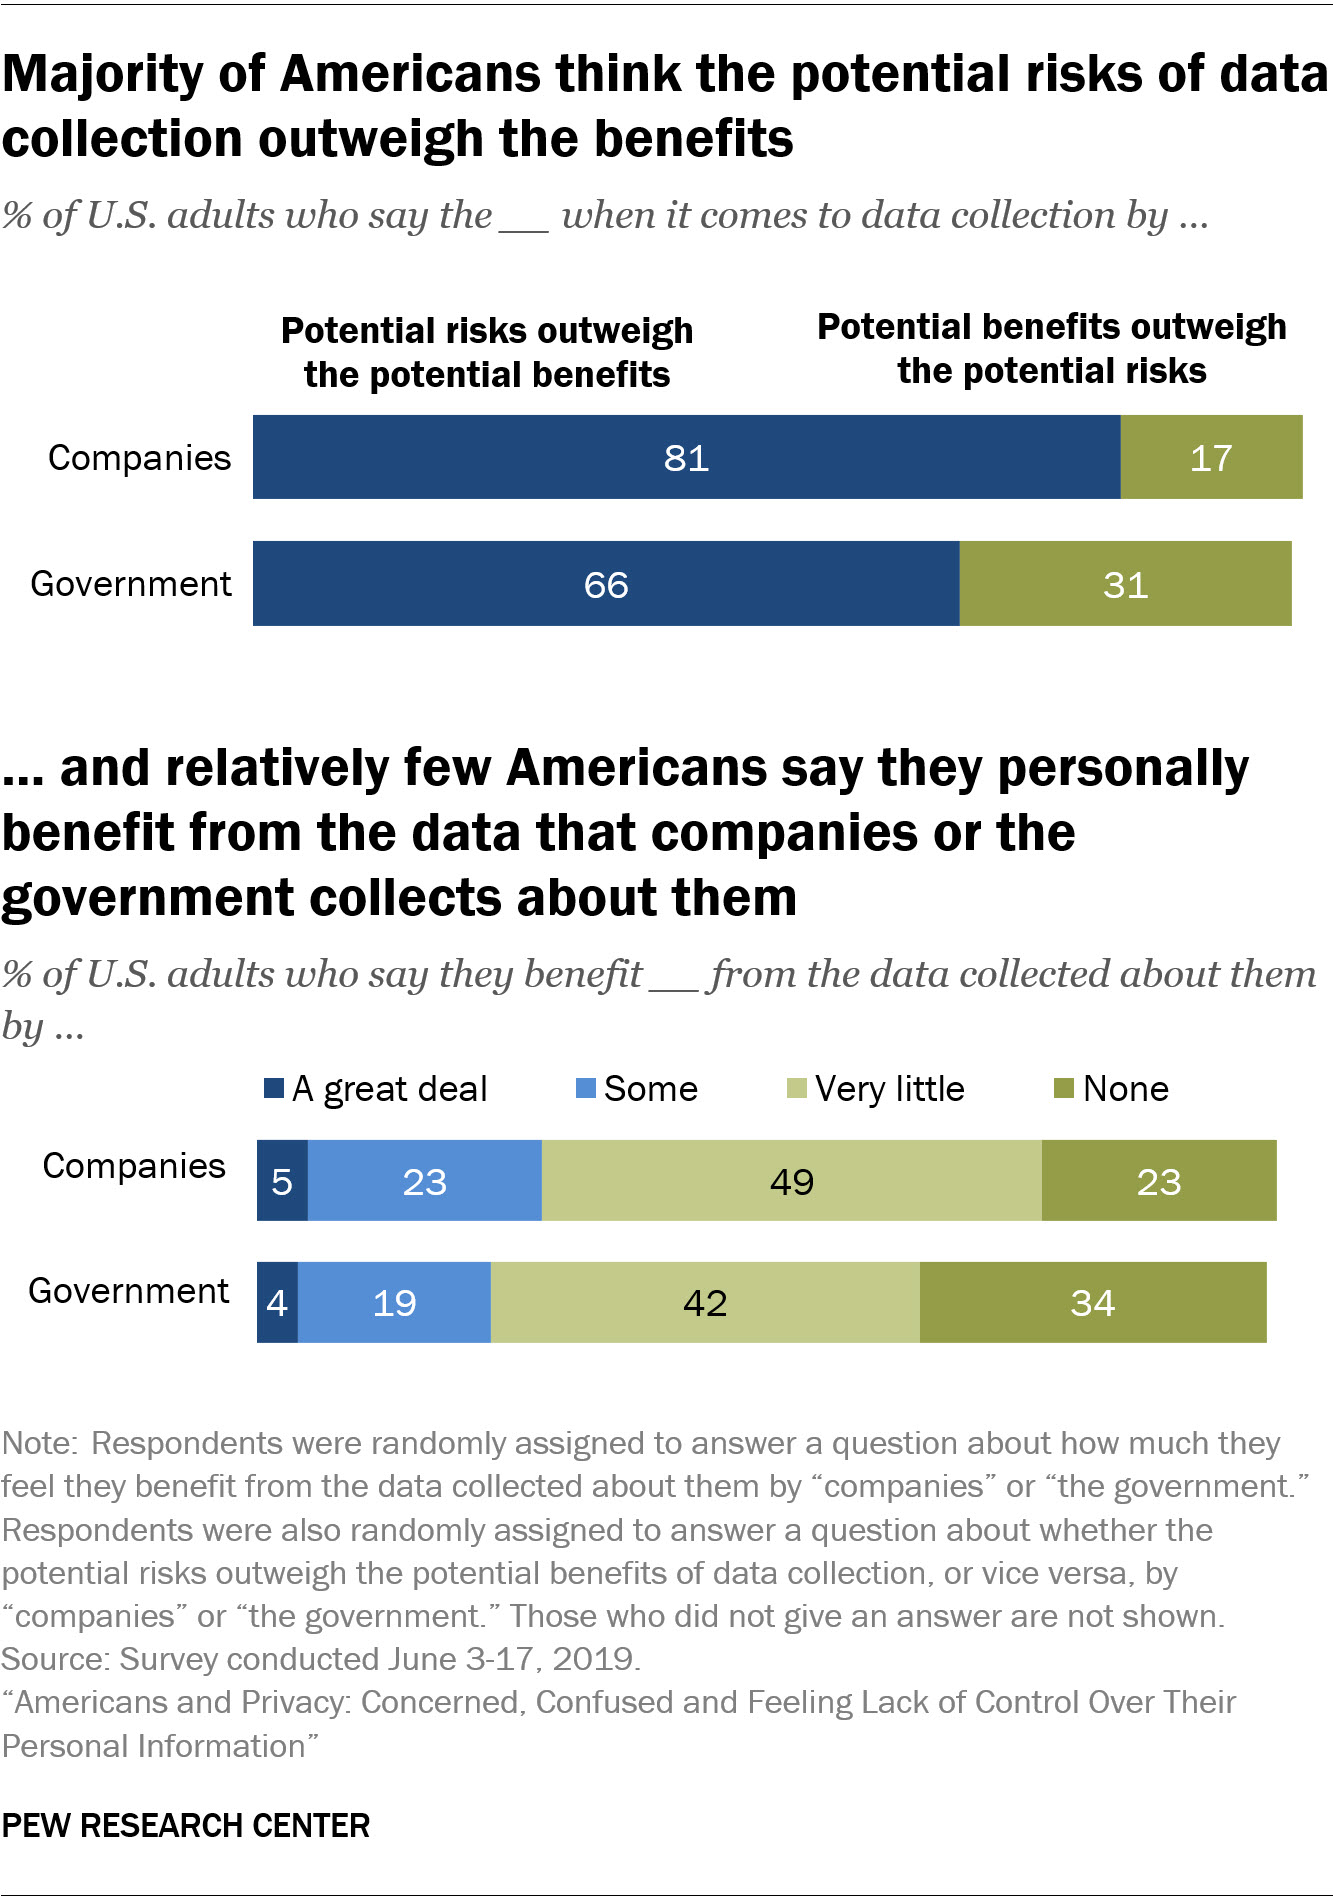 Majority of Americans think the potential risks of data
collection outweigh the benefits
% of U.S. adults who say the __ when it comes to data collection by ...
Potential risks outweigh
the potential benefits
Potential benefits outweigh
the potential risks
Companies
81
17
Government
66
31
... and relatively few Americans say they personally
benefit from the data that companies or the
government collects about them
% of U.S. adults who say they benefit __ from the data collected about them
by ...
A great deal
Some
Very little
None
Companies
5
23
49
23
Government
4
19
42
34
Note: Respondents were randomly assigned to answer a question about how much they
feel they benefit from the data collected about them by “companies” or “the government.”
Respondents were also randomly assigned to answer a question about whether the
potential risks outweigh the potential benefits of data collection, or vice versa, by
“companies” or “the government.” Those who did not give an answer are not shown.
Source: Survey conducted June 3-17, 2019.
“Americans and Privacy: Concerned, Confused and Feeling Lack of Control Over Their
Personal Information”
PEW RESEARCH CENTER